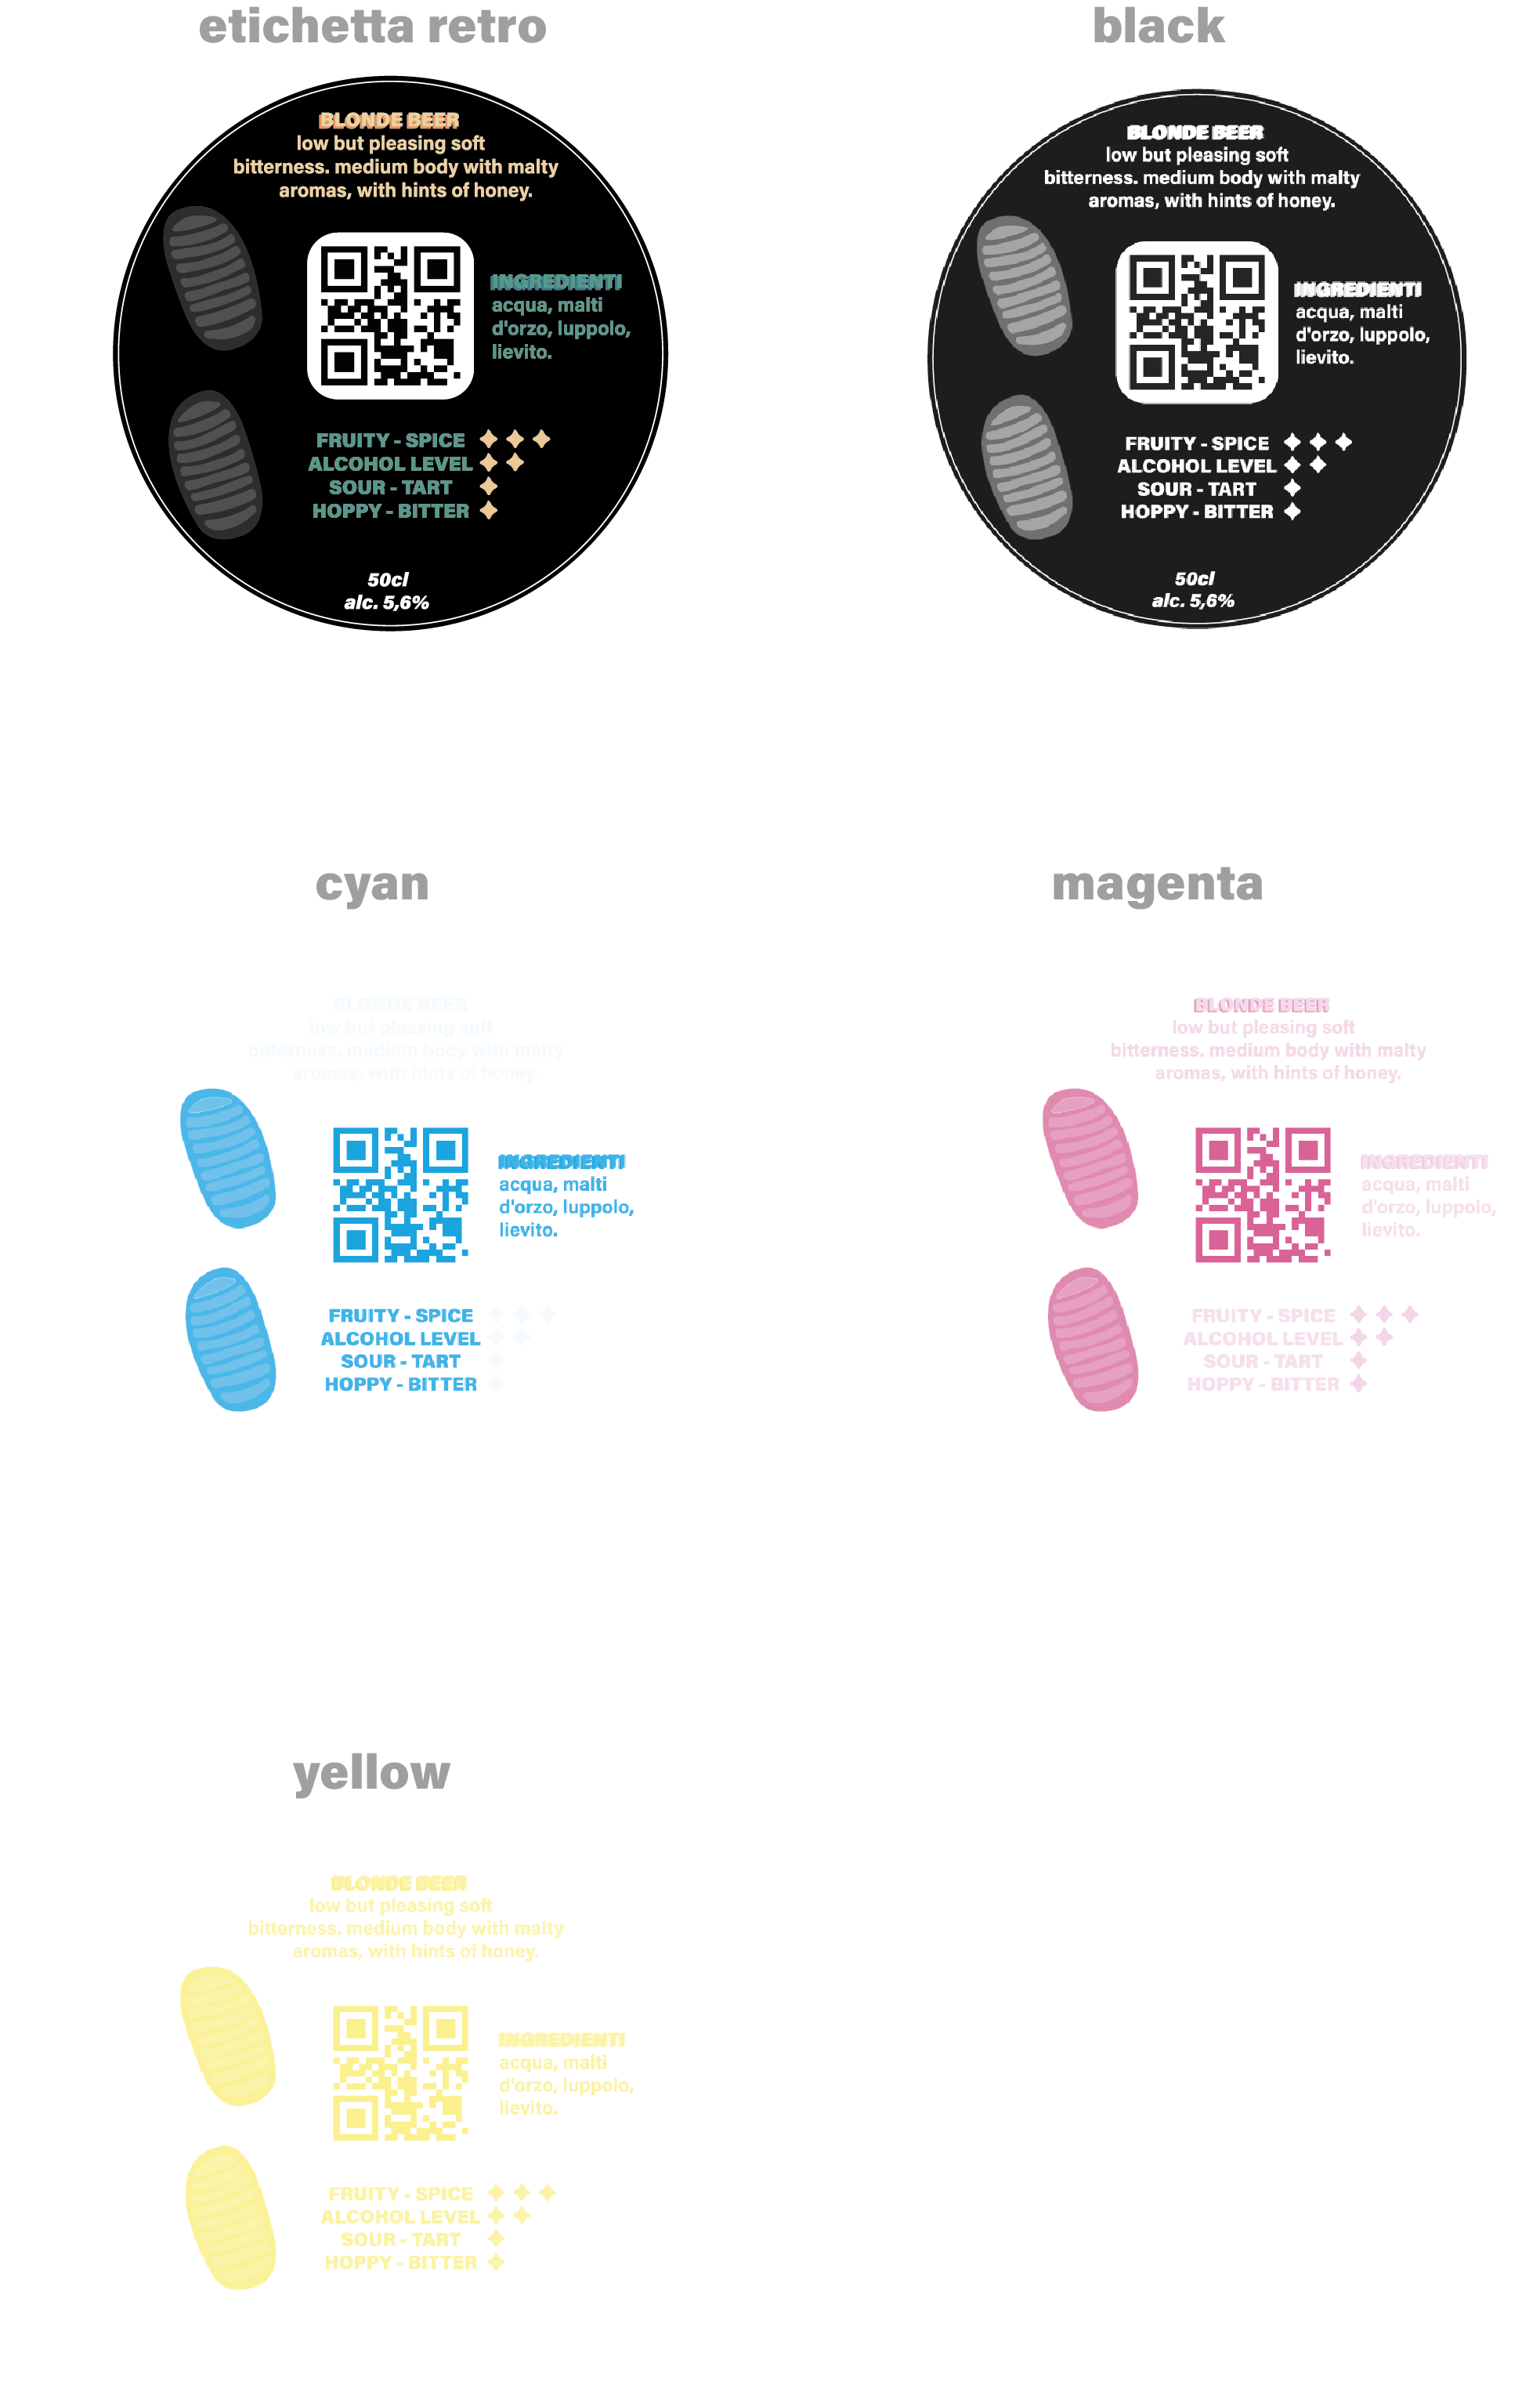 etichetta retro
BLONDE BEER
low but pleasing soft
bitterness. medium body with malty
aromas, with hints of honey.
INGREDIENTI
acqua, malti
d'orzo, luppolo,
lievito.
FRUITY - SPICE
ALCOHOL LEVEL
SOUR - TART
HOPPY - BITTER
50cl
alc. 5,6%
black
BLONDE BEER
low but pleasing soft
bitterness. medium body with malty
aromas, with hints of honey.
INGREDIENTI
acqua, malti
d'orzo, luppolo,
lievito.
FRUITY - SPICE
ALCOHOL LEVEL
SOUR - TART
HOPPY - BITTER
50cl
alc. 5,6%
cyan
BLONDE BEER
low but pleasing soft
bitterness. medium body with malty
aromas, with hints of honey.
INGREDIENTI
acqua, malti
d'orzo, luppolo,
lievito.
FRUITY - SPICE
ALCOHOL LEVEL
SOUR - TART
HOPPY - BITTER
magenta
BLONDE BEER
low but pleasing soft
bitterness. medium body with malty
aromas, with hints of honey.
INGREDIENTI
acqua, malti
d'orzo, luppolo,
lievito.
FRUITY - SPICE
ALCOHOL LEVEL
SOUR - TART
HOPPY - BITTER
yellow
BLONDE BEER
low but pleasing soft
bitterness. medium body with malty
aromas, with hints of honey.
INGREDIENTI
acqua, malti
d'orzo, luppolo,
lievito.
FRUITY - SPICE
ALCOHOL LEVEL
SOUR - TART
HOPPY - BITTER